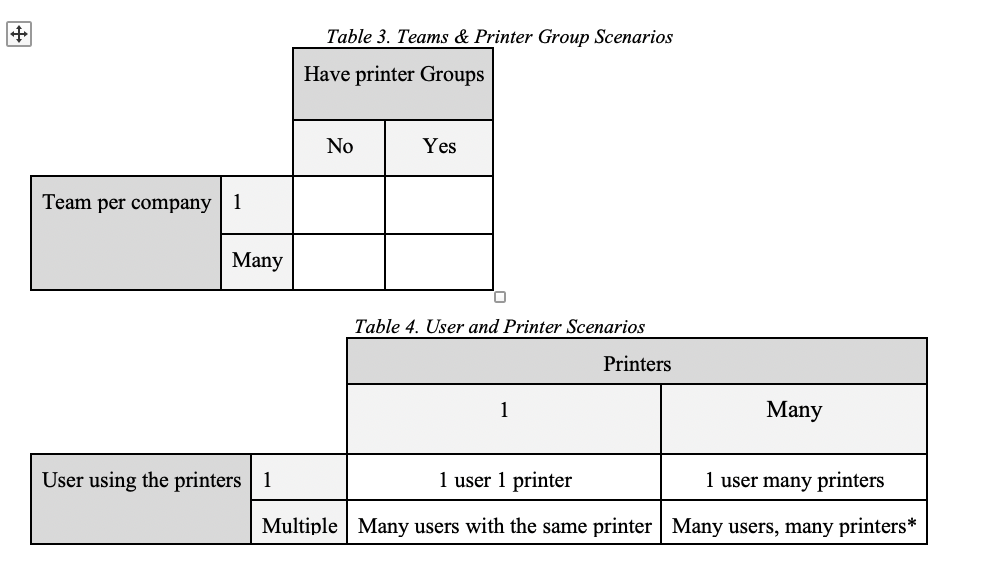 Table 3. Teams & Printer Group Scenarios
Have printer Groups
No Yes
Team per company 1
Many
Table 4. User and Printer Scenarios
Printers
1 Many
User using the printers 1 1 user 1 printer 1 user many printers
Multiple Many users with the same printer Many users, many printers*